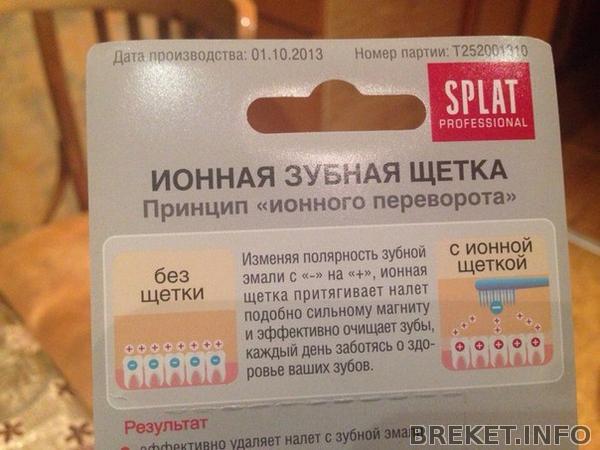 Дата производства: 01.10.2013 Номер партии: T252001310
SPLAT
PROFESSIONAL
ИОННАЯ ЗУБНАЯ ЩЕТКА
Принцип «ионного переворота»
без
щетки
Изменяя полярность зубной
эмали с «-» на «+», ионная
щетка притягивает налет
подобно сильному магниту
и эффективно очищает зубы,
каждый день заботясь о здо-
ровье ваших зубов.
с ионной
щеткой
Результат
эффективно удаляет налет с зубной
BREKET.INFO